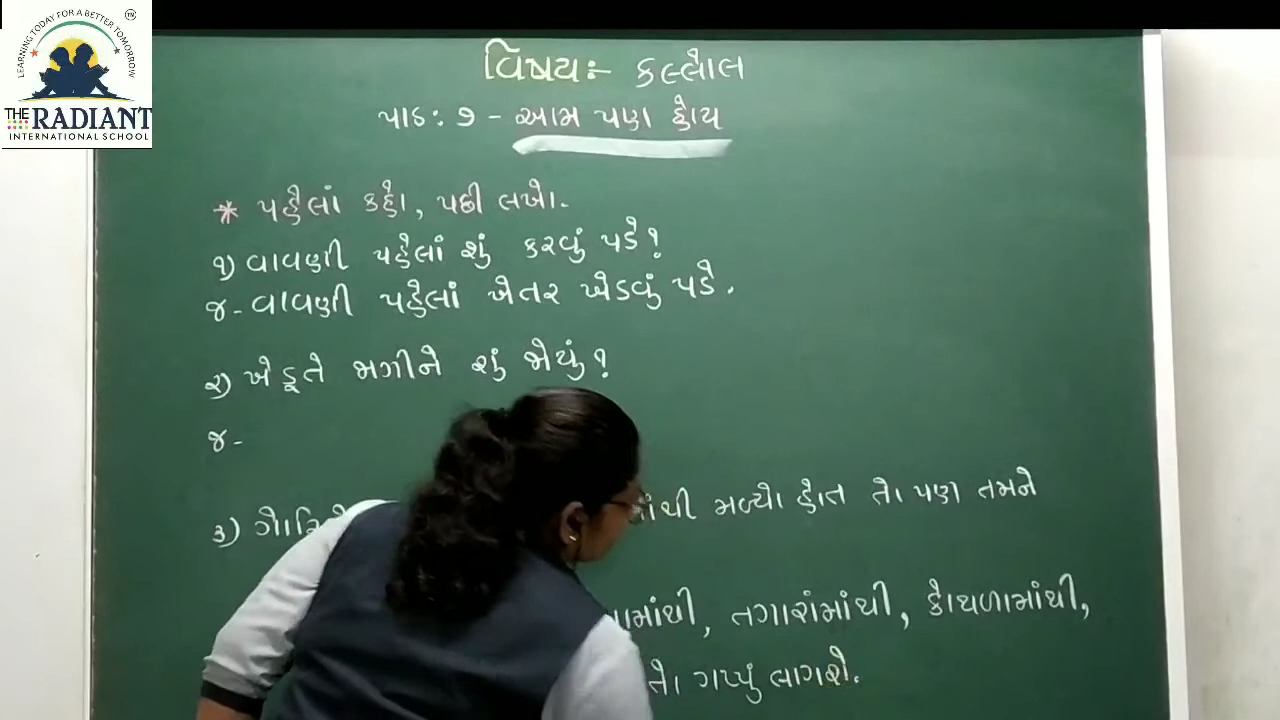 LEARNING TODAY FOR A BETTER TOMORROW
TM
THE RADIANT
INTERNATIONAL SCHOOL
વિષય:- કલ્લોલ
પાઠ: ૭ - આમ પણ હોય
* પહેલાં કહો, પછી લખો.
૧) વાવણી પહેલાં શું કરવું પડે?
જ- વાવણી પહેલાં ખેતર ખેડવું પડે.
૨) ખેડૂતે જાગીને શું જોયું?
જ-
૩) મળ્યો હોત તો પણ તમને
તગારાંમાંથી, કોથળામાંથી,
તો ગપ્પું લાગશે.